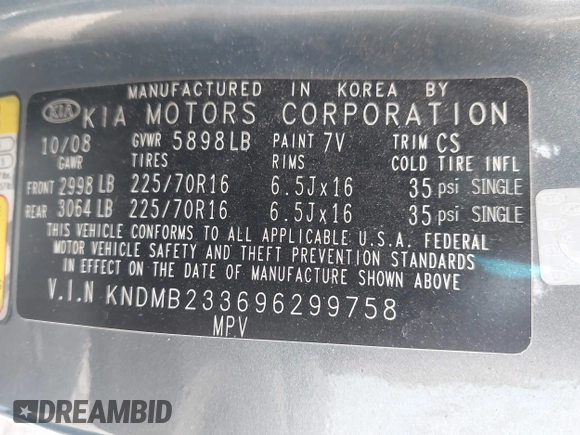 MANUFACTURED IN KOREA BY
KIA KIA MOTORS CORPORATION
10/08 GVWR 5898LB PAINT 7V TRIM CS
GAWR TIRES RIMS COLD TIRE INFL
FRONT 2998 LB 225/70R16 6.5Jx16 35 psi SINGLE
REAR 3064 LB 225/70R16 6.5Jx16 35 psi SINGLE
THIS VEHICLE CONFORMS TO ALL APPLICABLE U.S.A. FEDERAL
MOTOR VEHICLE SAFETY AND THEFT PREVENTION STANDARDS
IN EFFECT ON THE DATE OF MANUFACTURE SHOWN ABOVE
V.I.N KNDMB233696299758
MPV
DREAMBID